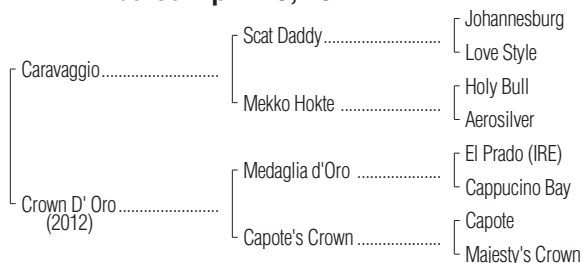 Johannesburg
Scat Daddy
Love Style
Caravaggio
Holy Bull
Mekko Hokte
Aerosilver
El Prado (IRE)
Medaglia d'Oro
Cappucino Bay
Crown D' Oro
(2012)
Capote
Capote's Crown
Majesty's Crown